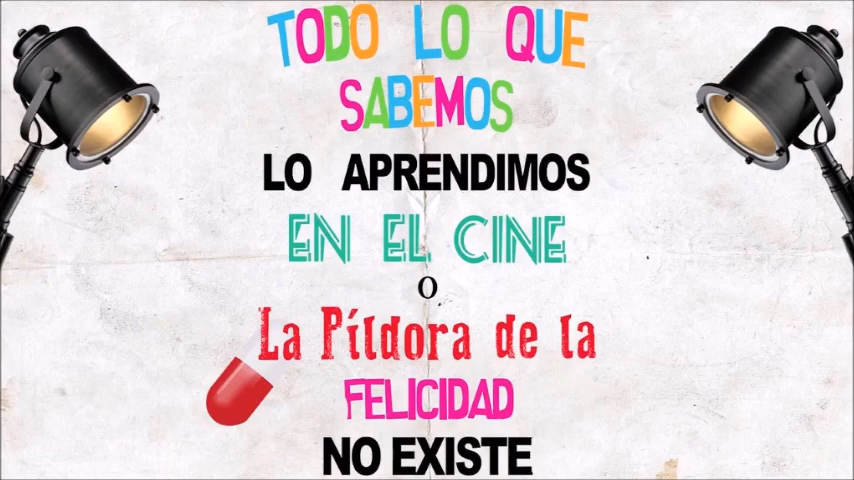 TODO LO QUE
SABEMOS
LO APRENDIMOS
EN EL CINE
O
La Píldora de la
FELICIDAD
NO EXISTE